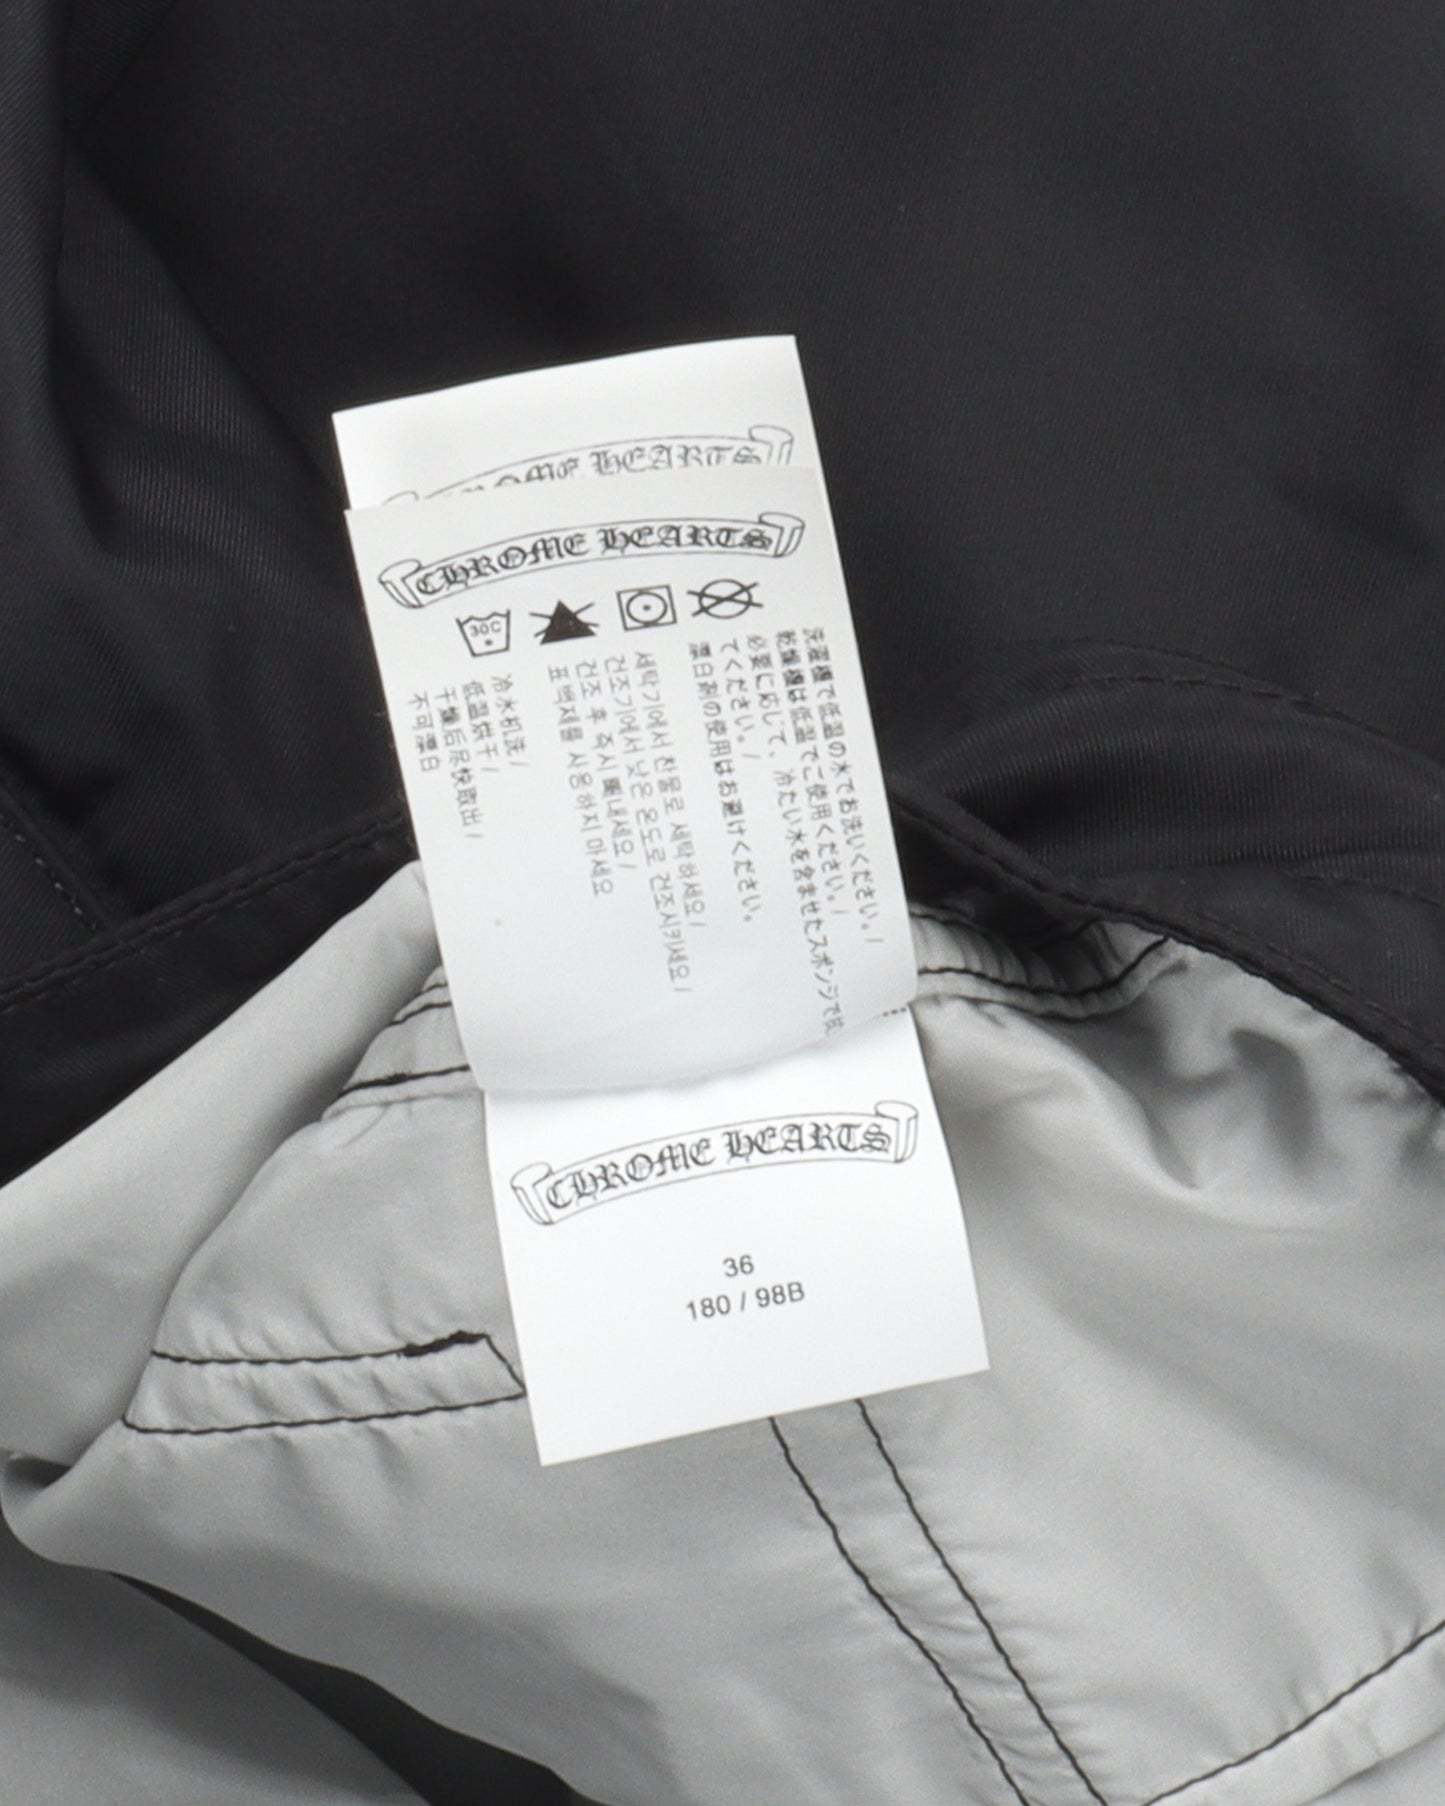 CHROME HEARTS
CHROME HEARTS
30C
洗濯機で低温の水でお洗いください。/
乾燥機は低温でご使用ください。/
必要に応じて、冷たい水を含ませたスポンジで拭
てください。/
漂白剤の使用はお避けください。
세탁기에서 찬물로 세탁하세요/
건조기에서 낮은 온도로 건조시키세요/
건조 후 즉시 꺼내세요/
표백제를 사용하지 마세요
冷水机洗/
低温烘干/
干燥后尽快取出/
不可漂白
CHROME HEARTS
36
180 / 98B